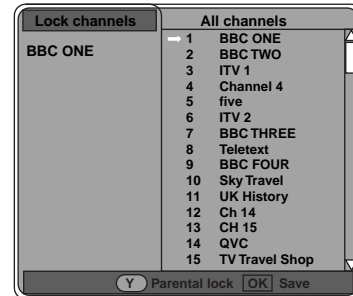 Lock channels
BBC ONE
All channels
1 BBC ONE
2 BBC TWO
3 ITV 1
4 Channel 4
5 five
6 ITV 2
7 BBC THREE
8 Teletext
9 BBC FOUR
10 Sky Travel
11 UK History
12 Ch 14
13 CH 15
14 QVC
15 TV Travel Shop
Y Parental lock OK Save